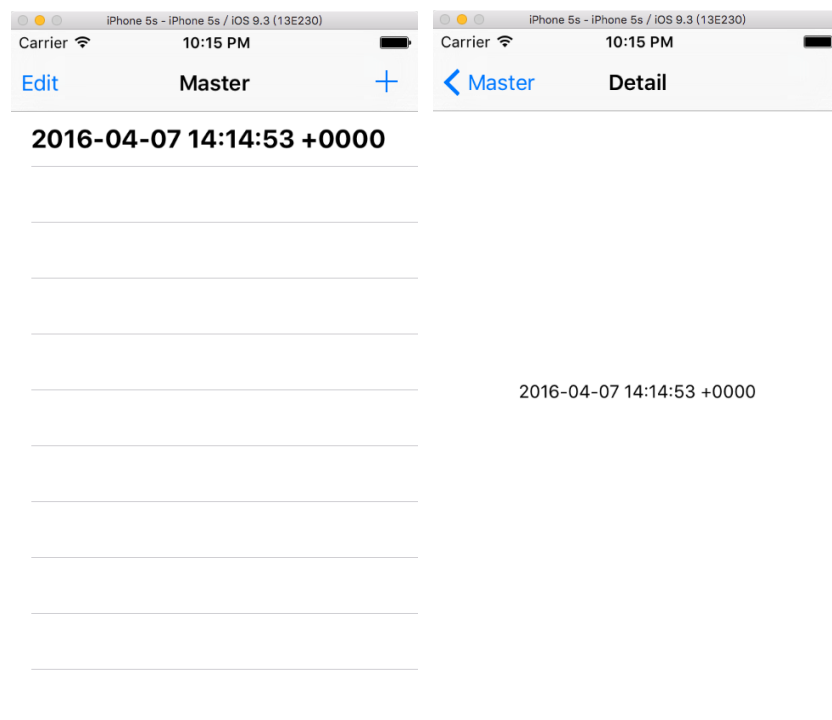 iPhone 5s - iPhone 5s / iOS 9.3 (13E230)
Carrier 10:15 PM
Edit Master +
2016-04-07 14:14:53 +0000
iPhone 5s - iPhone 5s / iOS 9.3 (13E230)
Carrier 10:15 PM
Master Detail
2016-04-07 14:14:53 +0000